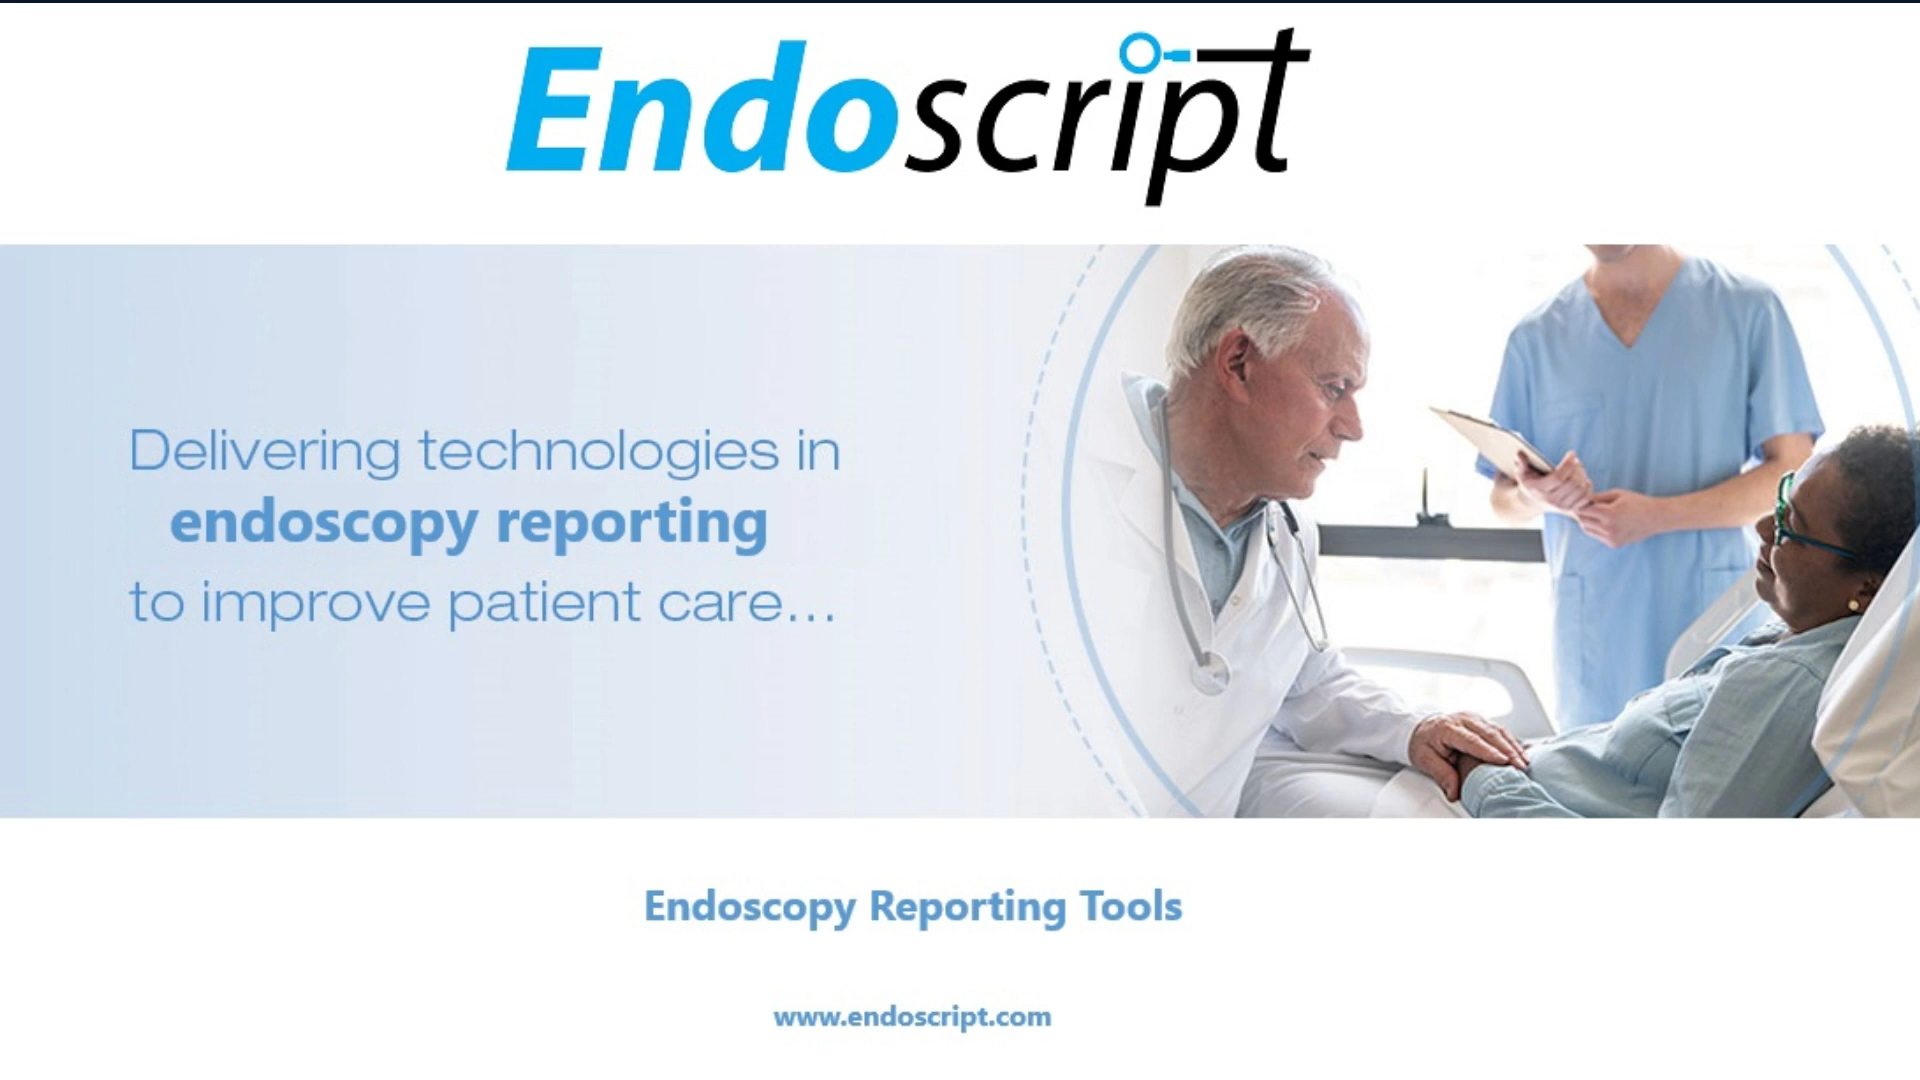 Endoscript
Delivering technologies in
endoscopy reporting
to improve patient care...
Endoscopy Reporting Tools
www.endoscript.com